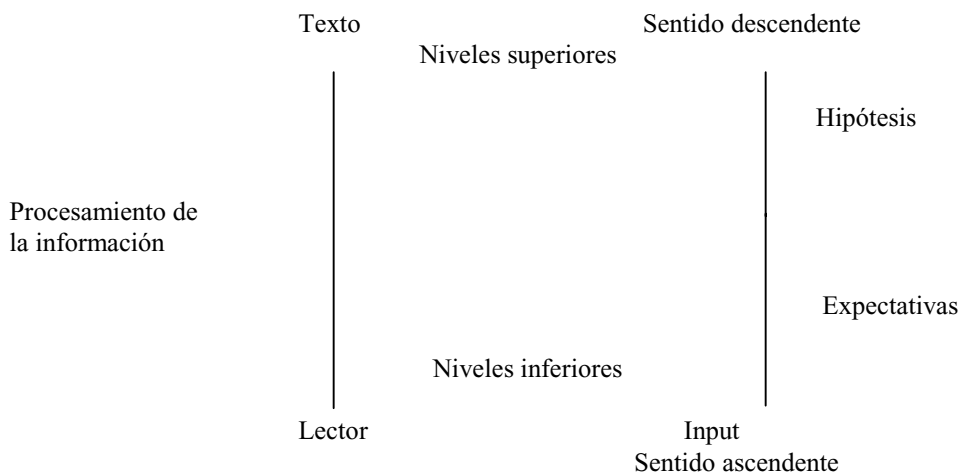 Texto
Sentido descendente
Niveles superiores
Hipótesis
Procesamiento de
la información
Expectativas
Niveles inferiores
Lector
Input
Sentido ascendente